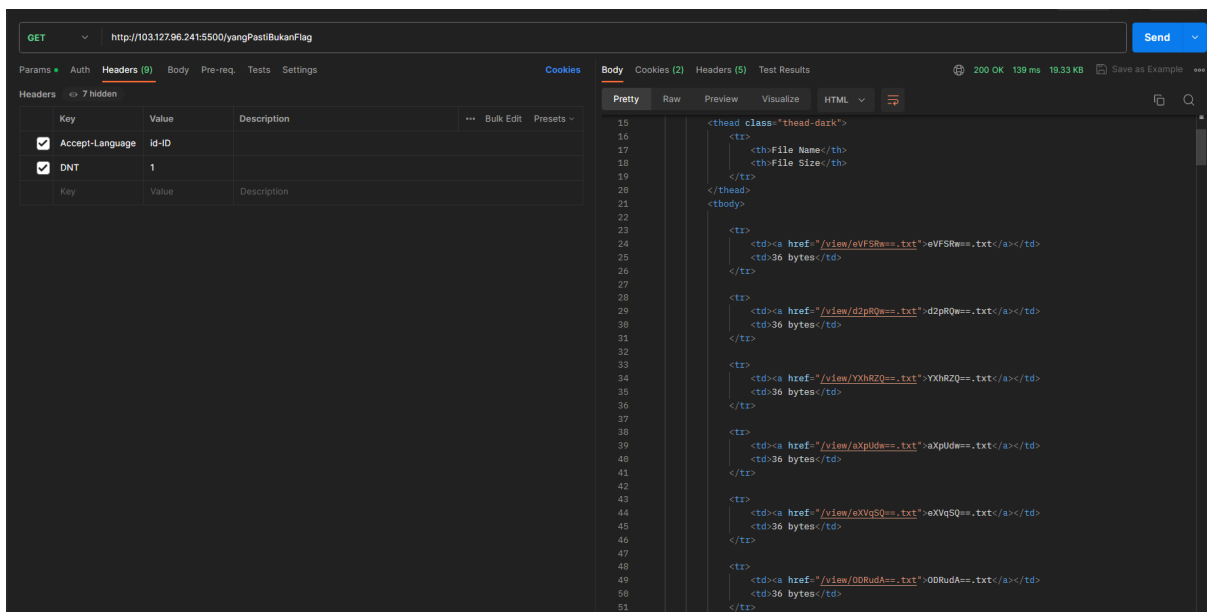 GET http://103.127.96.241:5500/yangPastiBukanFlag Send
Params Auth Headers (9) Body Pre-req. Tests Settings Cookies
Headers 7 hidden
Key Value Description Bulk Edit Presets
Accept-Language id-ID
DNT 1
Key Value Description
Body Cookies (2) Headers (5) Test Results 200 OK 139 ms 19.33 KB Save as Example
Pretty Raw Preview Visualize HTML
15 <thead class="thead-dark">
16 <tr>
17 <th>File Name</th>
18 <th>File Size</th>
19 </tr>
20 </thead>
21 <tbody>
22
23 <tr>
24 <td><a href="/view/eVFSRw==.txt">eVFSRw==.txt</a></td>
25 <td>36 bytes</td>
26 </tr>
27
28 <tr>
29 <td><a href="/view/d2pRQw==.txt">d2pRQw==.txt</a></td>
30 <td>36 bytes</td>
31 </tr>
32
33 <tr>
34 <td><a href="/view/YXhRZQ==.txt">YXhRZQ==.txt</a></td>
35 <td>36 bytes</td>
36 </tr>
37
38 <tr>
39 <td><a href="/view/aXpUdw==.txt">aXpUdw==.txt</a></td>
40 <td>36 bytes</td>
41 </tr>
42
43 <tr>
44 <td><a href="/view/eXVqSQ==.txt">eXVqSQ==.txt</a></td>
45 <td>36 bytes</td>
46 </tr>
47
48 <tr>
49 <td><a href="/view/ODRudA==.txt">ODRudA==.txt</a></td>
50 <td>36 bytes</td>
51 </tr>